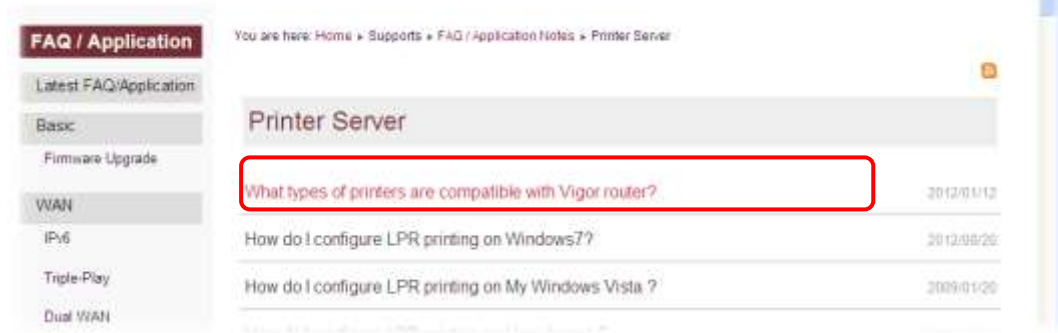 FAQ / Application
Latest FAQ/Application
Basic
Firmware Upgrade
WAN
IPv6
Triple-Play
Dual WAN
You are here: Home » Supports » FAQ / Application Notes » Printer Server
Printer Server
What types of printers are compatible with Vigor router? 2012/01/12
How do I configure LPR printing on Windows7?
How do I configure LPR printing on My Windows Vista ? 2009/01/20